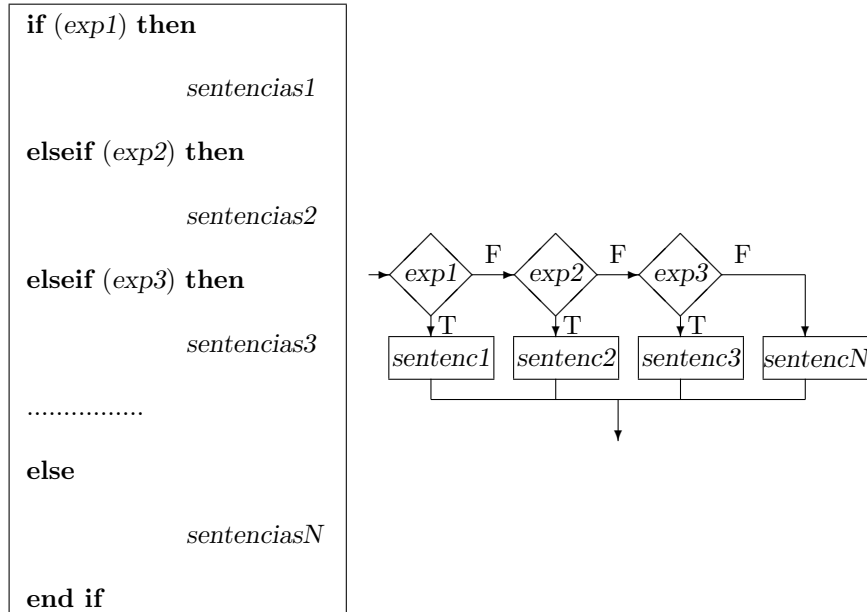 if (exp1) then
sentencias1
elseif (exp2) then
sentencias2
elseif (exp3) then
sentencias3
................
else
sentenciasN
end if
F F F
exp1 exp2 exp3
T T T
sentenc1 sentenc2 sentenc3 sentencN